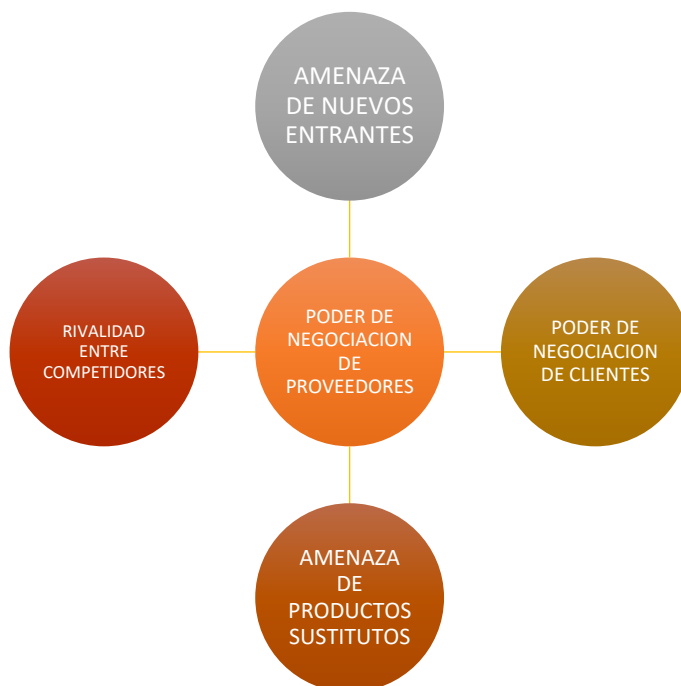 AMENAZA
DE NUEVOS
ENTRANTES
RIVALIDAD
ENTRE
COMPETIDORES
PODER DE
NEGOCIACION
DE
PROVEEDORES
PODER DE
NEGOCIACION
DE CLIENTES
AMENAZA
DE
PRODUCTOS
SUSTITUTOS